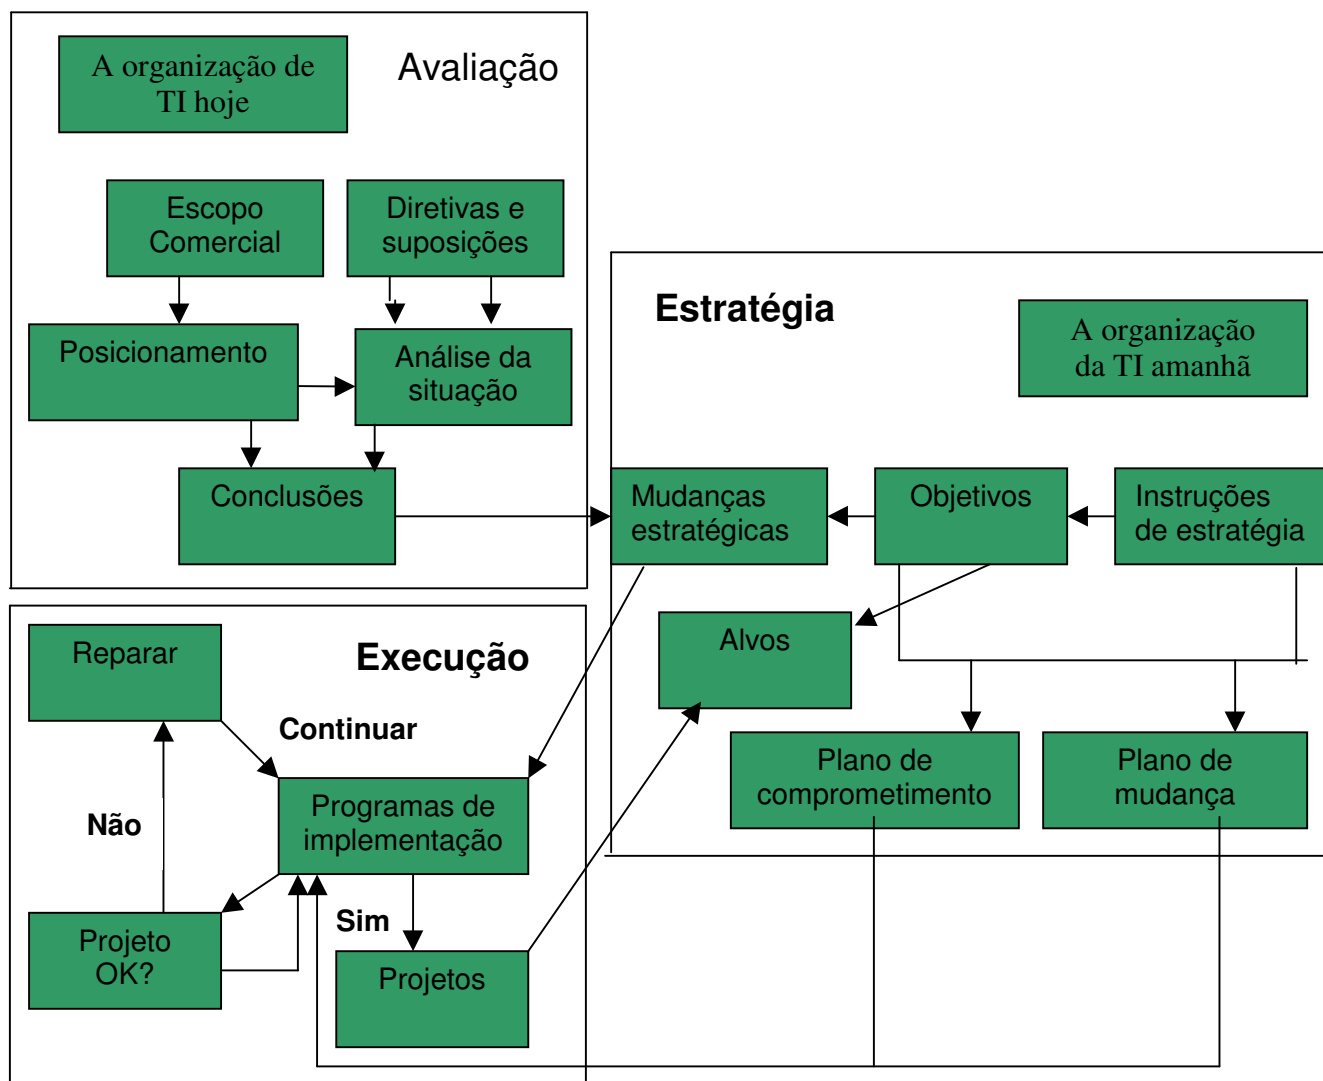 A organização de
TI hoje
Avaliação
Escopo
Comercial
Diretivas e
suposições
Posicionamento
Análise da
situação
Conclusões
Estratégia
A organização
da TI amanhã
Mudanças
estratégicas
Objetivos
Instruções
de estratégia
Alvos
Plano de
comprometimento
Plano de
mudança
Reparar
Execução
Continuar
Programas de
implementação
Não
Sim
Projeto
OK?
Projetos